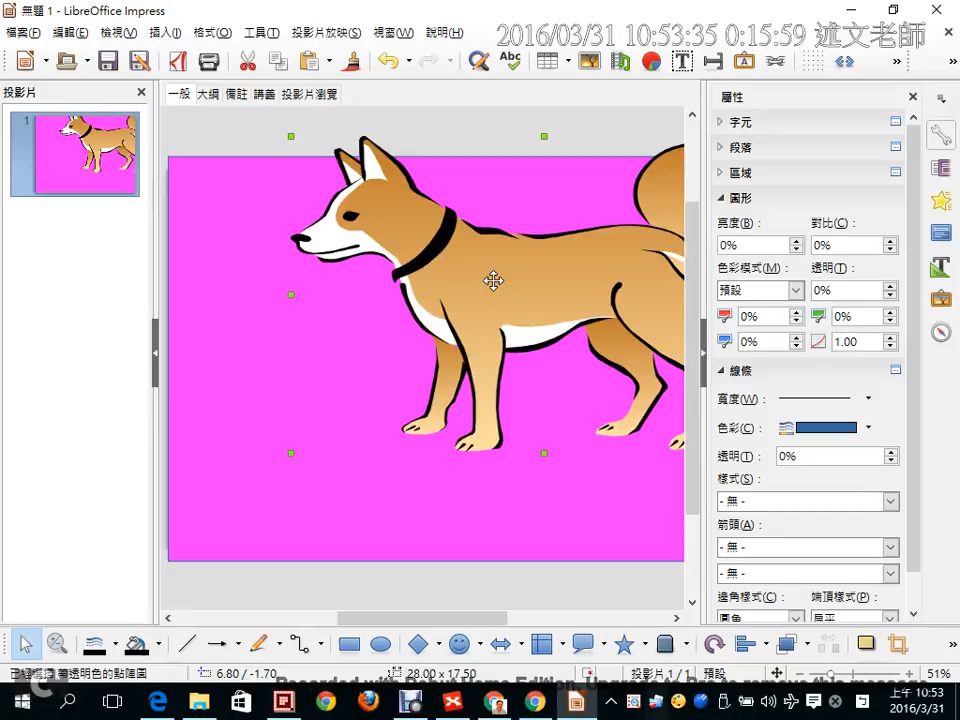 無題 1 - LibreOffice Impress
檔案(F) 編輯(E) 檢視(V) 插入(I) 格式(O) 工具(T) 投影片放映(S) 視窗(W) 說明(H)
2016/03/31 10:53:35 0:15:59 述文老師
Abc
投影片
一般 大綱 備註 講義 投影片瀏覽
1
屬性
字元
段落
區域
圖形
亮度(B): 對比(C):
0% 0%
色彩模式(M): 透明(I):
預設 0%
0% 0%
0% 1.00
線條
寬度(W):
色彩(C):
透明(T): 0%
樣式(S):
- 無 -
箭頭(A):
- 無 -
- 無 -
邊角樣式(C): 端頂樣式(P):
圓角 平
6.80 / -1.70 28.00 x 17.50 投影片 1 / 1 預設 51%
上午 10:53
2016/3/31